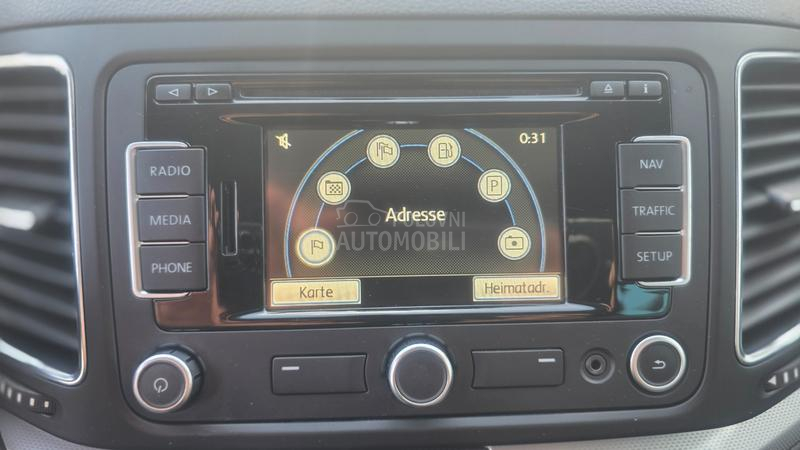 RADIO
MEDIA
PHONE
0:31
Adresse
POLOVNI
AUTOMOBILI
Karte
Heimatadr.
P
i
NAV
TRAFFIC
SETUP